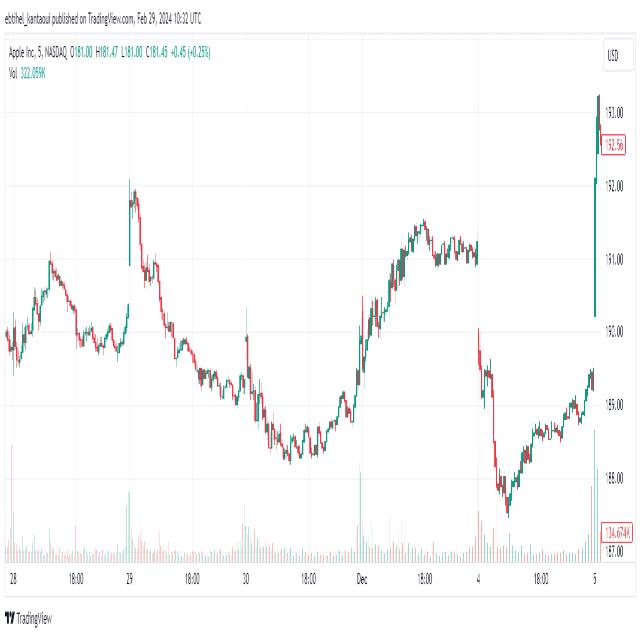 ebtihel_kantaoui published on TradingView.com, Feb 29, 2024 10:32 UTC
Apple Inc, 5, NASDAQ O181.00 H181.47 L181.00 C181.45 +0.45 (+0.25%)
Vol 322.059K
USD
193.00
192.56
192.00
191.00
190.00
189.00
188.00
134.674K
187.00
28 18:00 29 18:00 30 18:00 Dec 18:00 4 18:00 5
TradingView